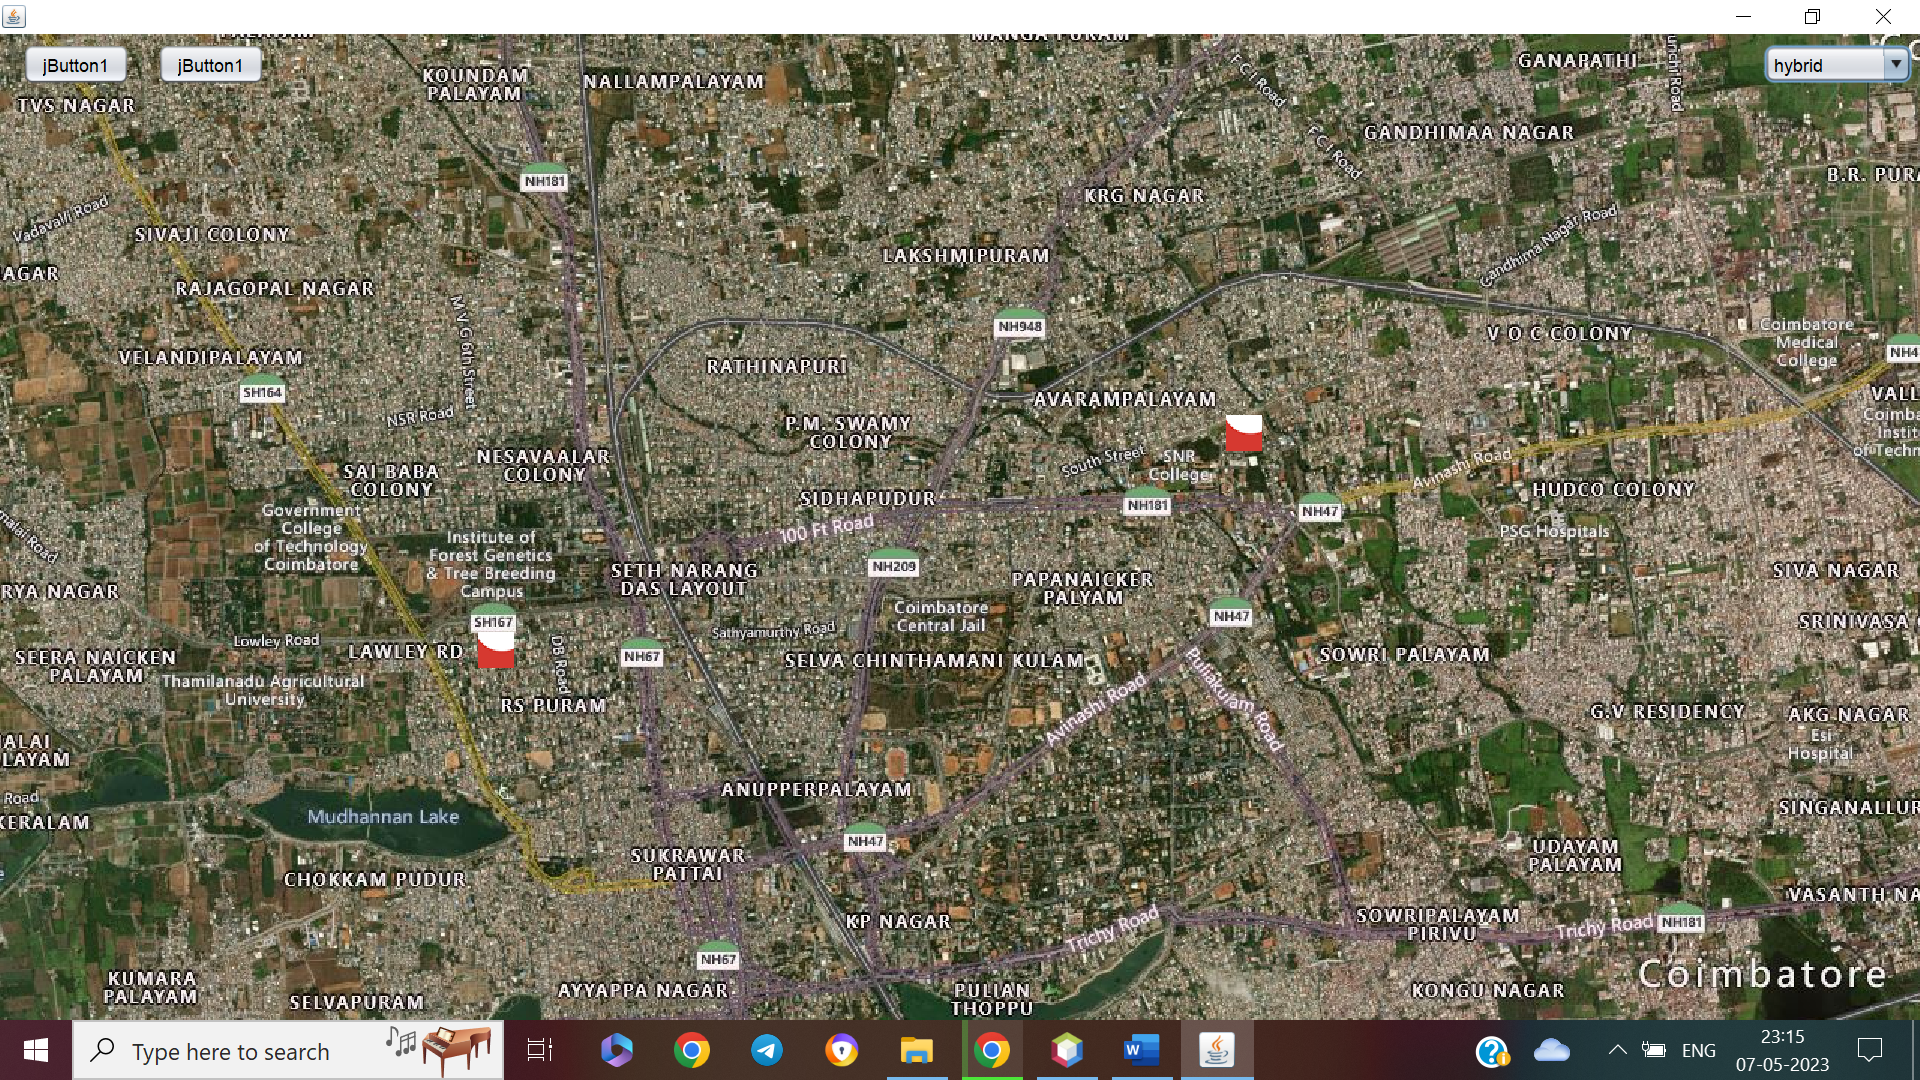 jButton1
jButton1
hybrid
KOUNDAM
PALAYAM
NALLAMPALAYAM
GANAPATHI
TVS NAGAR
F C I Road
F C I Road
GANDHIMAA NAGAR
NH181
KRG NAGAR
Vadavalli Road
SIVAJI COLONY
Gandhima Nagar Road
LAKSHMIPURAM
AGAR
RAJAGOPAL NAGAR
M V G 6th Street
NH948
V O C COLONY
Coimbatore
Medical
College
VELANDIPALAYAM
RATHINAPURI
NH4
SH164
AVARAMPALAYAM
VALL
NSR Road
P.M. SWAMY
COLONY
NESAVAALAR
COLONY
SAI BABA
COLONY
South Street
SNR
College
Avinashi Road
HUDCO COLONY
SIDHAPUDUR
NH181
NH47
Government
College
of Technology
Coimbatore
100 Ft Road
PSG Hospitals
Institute of
Forest Genetics
& Tree Breeding
Campus
SETH NARANG
DAS LAYOUT
NH209
PAPANAICKER
PALYAM
SIVA NAGAR
RYA NAGAR
Coimbatore
Central Jail
NH47
SH167
SRINIVASA
Lowley Road
LAWLEY RD
DB Road
Sathyamurthy Road
NH67
SEERA NAICKEN
PALAYAM
SELVA CHINTHAMANI KULAM
SOWRI PALAYAM
Thamilanadu Agricultural
University
Puliakulam Road
Avinashi Road
RS PURAM
G.V RESIDENCY
AKG NAGAR
Esi
Hospital
ALAI
LAYAM
ANUPPERPALAYAM
Road
KERALAM
Mudhannan Lake
SINGANALLUR
NH47
SUKRAWAR
PATTAI
UDAYAM
PALAYAM
CHOKKAM PUDUR
VASANTH NA
KP NAGAR
Trichy Road
SOWRIPALAYAM
PIRIVU
Trichy Road
NH181
NH67
Coimbatore
KUMARA
PALAYAM
SELVAPURAM
AYYAPPA NAGAR
PULIAN
THOPPU
KONGU NAGAR
Type here to search
ENG
23:15
07-05-2023